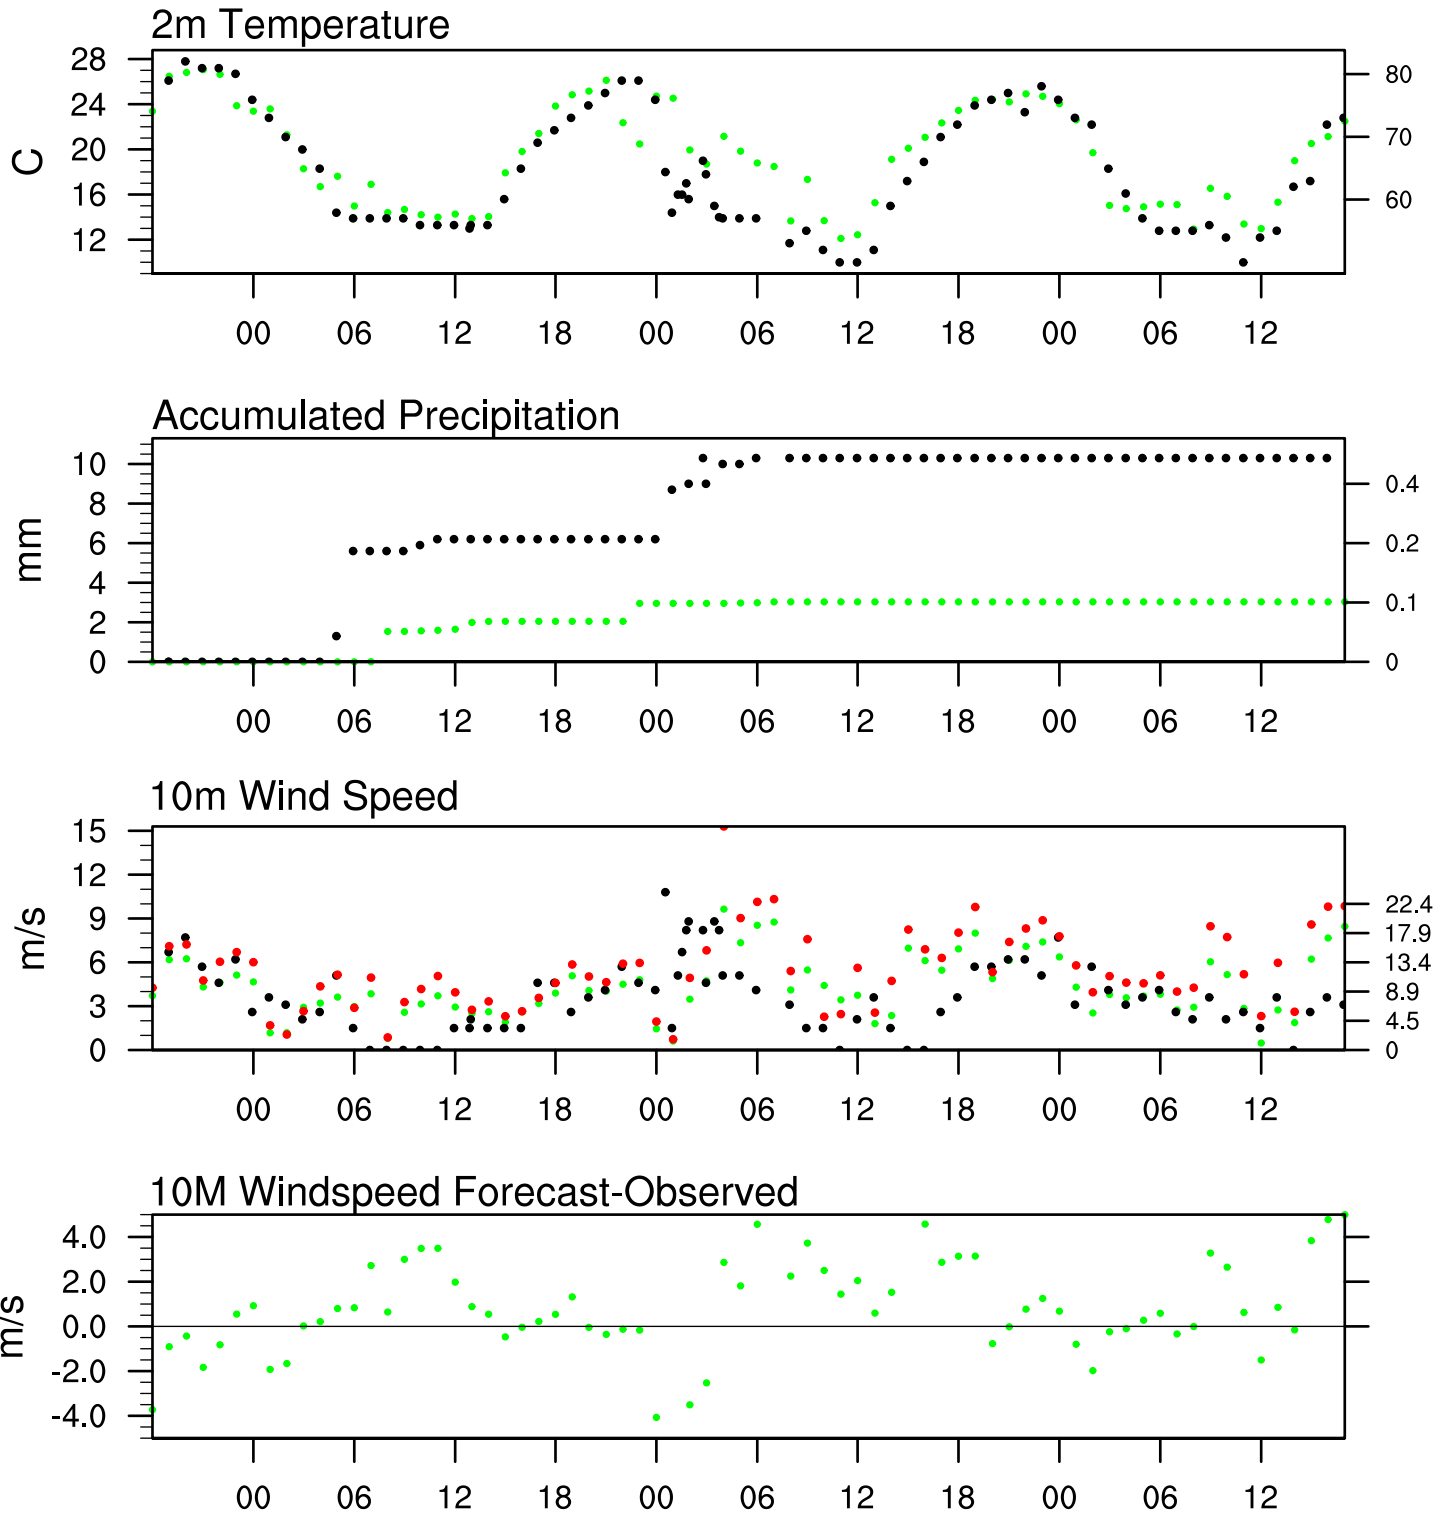 2m Temperature
28
24
20
16
12
C
80
70
60
00 06 12 18 00 06 12 18 00 06 12
Accumulated Precipitation
10
8
6
4
2
0
mm
0.4
0.2
0.1
0
00 06 12 18 00 06 12 18 00 06 12
10m Wind Speed
15
12
9
6
3
0
m/s
22.4
17.9
13.4
8.9
4.5
0
00 06 12 18 00 06 12 18 00 06 12
10M Windspeed Forecast-Observed
4.0
2.0
0.0
-2.0
-4.0
m/s
00 06 12 18 00 06 12 18 00 06 12